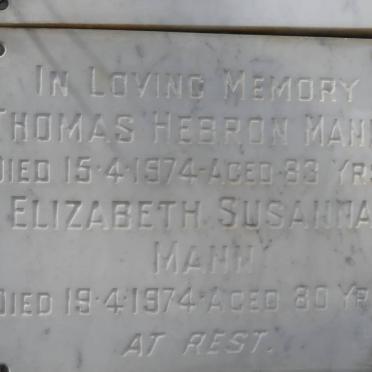 IN LOVING MEMORY
THOMAS HEBRON MANN
DIED 15·4·1974·AGED 83 YRS
ELIZABETH SUSANNA
MANN
DIED 19·4·1974·AGED 80 YRS
AT REST.